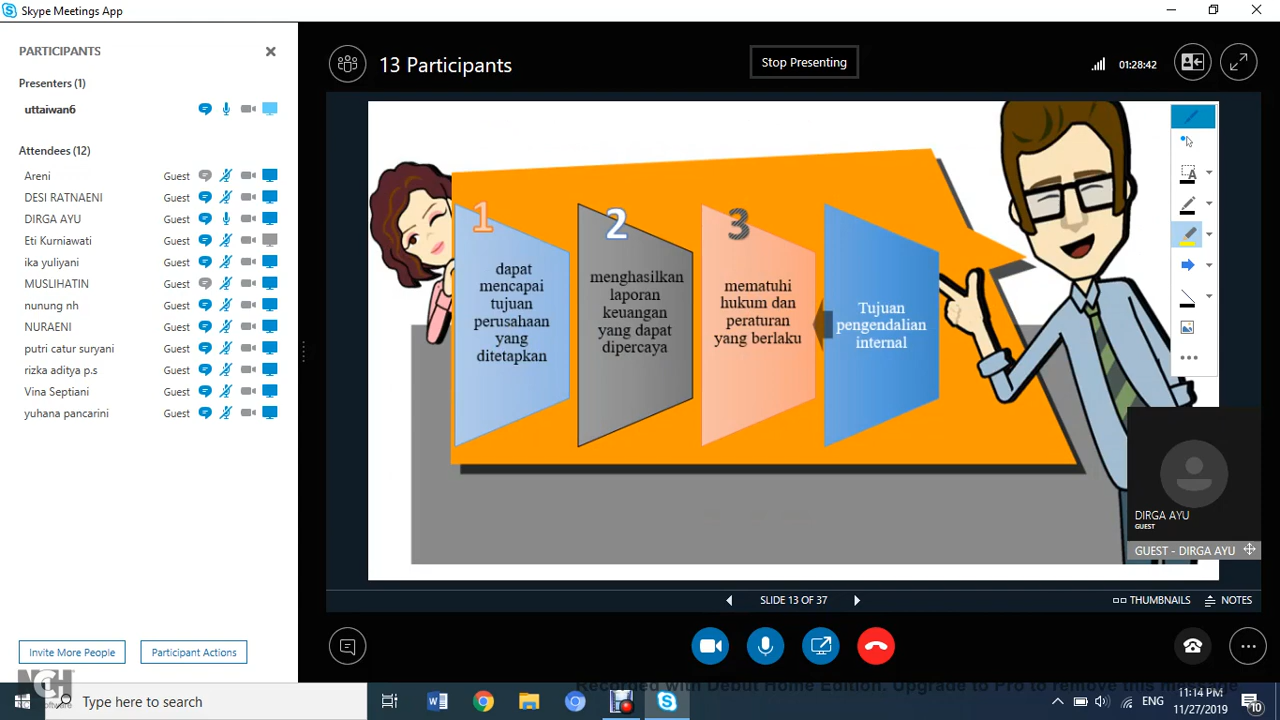 Skype Meetings App
PARTICIPANTS
Presenters (1)
uttaiwan6
Attendees (12)
Areni Guest
DESI RATNAENI Guest
DIRGA AYU Guest
Eti Kurniawati Guest
ika yuliyani Guest
MUSLIHATIN Guest
nunung nh Guest
NURAENI Guest
putri catur suryani Guest
rizka aditya p.s Guest
Vina Septiani Guest
yuhana pancarini Guest
Invite More People
Participant Actions
13 Participants
Stop Presenting
01:28:42
1
dapat
mencapai
tujuan
perusahaan
yang
ditetapkan
2
menghasilkan
laporan
keuangan
yang dapat
dipercaya
3
mematuhi
hukum dan
peraturan
yang berlaku
Tujuan
pengendalian
internal
A
DIRGA AYU
GUEST
GUEST - DIRGA AYU
SLIDE 13 OF 37
THUMBNAILS
NOTES
NCH
Software
Recorded with Debut Home Edition. Upgrade to Pro to remove this message
Type here to search
ENG
11:14 PM
11/27/2019
10